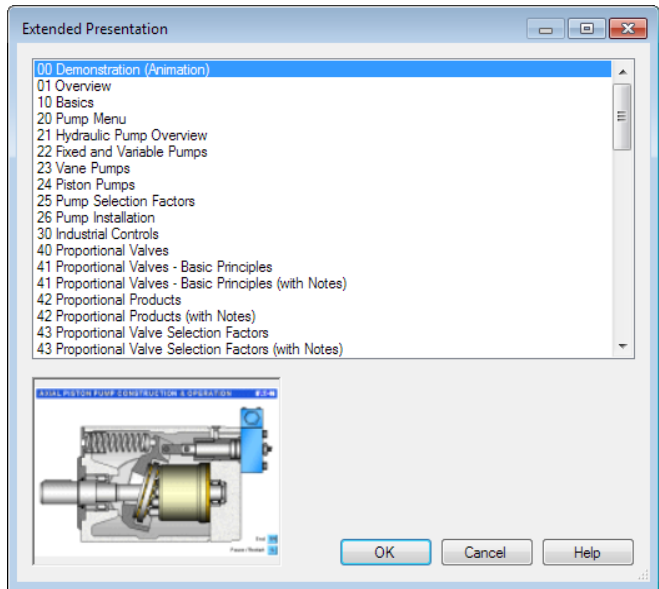 Extended Presentation
00 Demonstration (Animation)
01 Overview
10 Basics
20 Pump Menu
21 Hydraulic Pump Overview
22 Fixed and Variable Pumps
23 Vane Pumps
24 Piston Pumps
25 Pump Selection Factors
26 Pump Installation
30 Industrial Controls
40 Proportional Valves
41 Proportional Valves - Basic Principles
41 Proportional Valves - Basic Principles (with Notes)
42 Proportional Products
42 Proportional Products (with Notes)
43 Proportional Valve Selection Factors
43 Proportional Valve Selection Factors (with Notes)
AXIAL PISTON PUMP CONSTRUCTION & OPERATION
End
Pause / Restart
OK Cancel Help